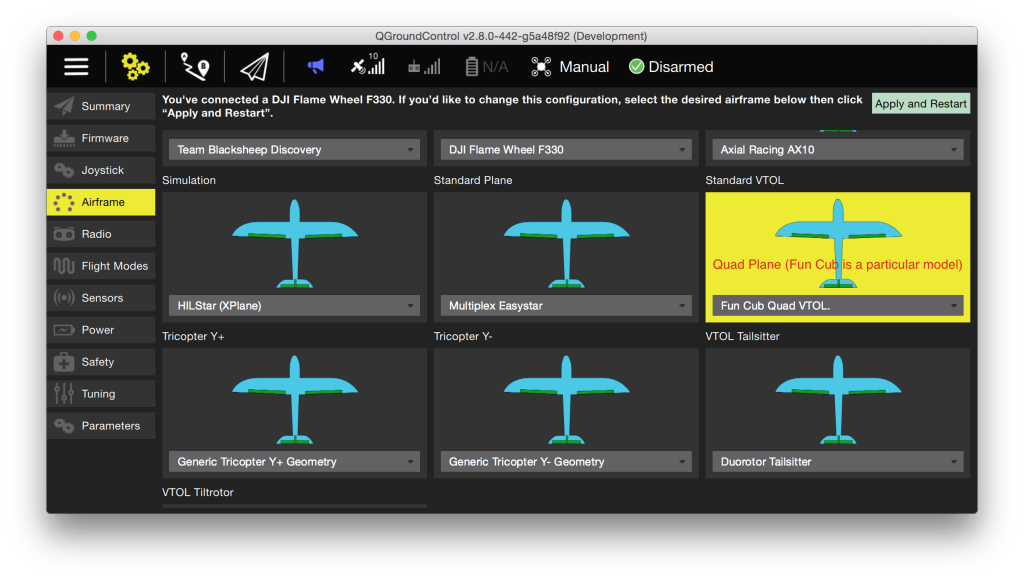 QGroundControl v2.8.0-442-g5a48f92 (Development)
10
N/A
Manual
Disarmed
Summary
Firmware
Joystick
Airframe
Radio
Flight Modes
Sensors
Power
Safety
Tuning
Parameters
You've connected a DJI Flame Wheel F330. If you'd like to change this configuration, select the desired airframe below then click
“Apply and Restart”.
Apply and Restart
Team Blacksheep Discovery
DJI Flame Wheel F330
Axial Racing AX10
Simulation
Standard Plane
Standard VTOL
Quad Plane (Fun Cub is a particular model)
HILStar (XPlane)
Multiplex Easystar
Fun Cub Quad VTOL.
Tricopter Y+
Tricopter Y-
VTOL Tailsitter
Generic Tricopter Y+ Geometry
Generic Tricopter Y- Geometry
Duorotor Tailsitter
VTOL Tiltrotor